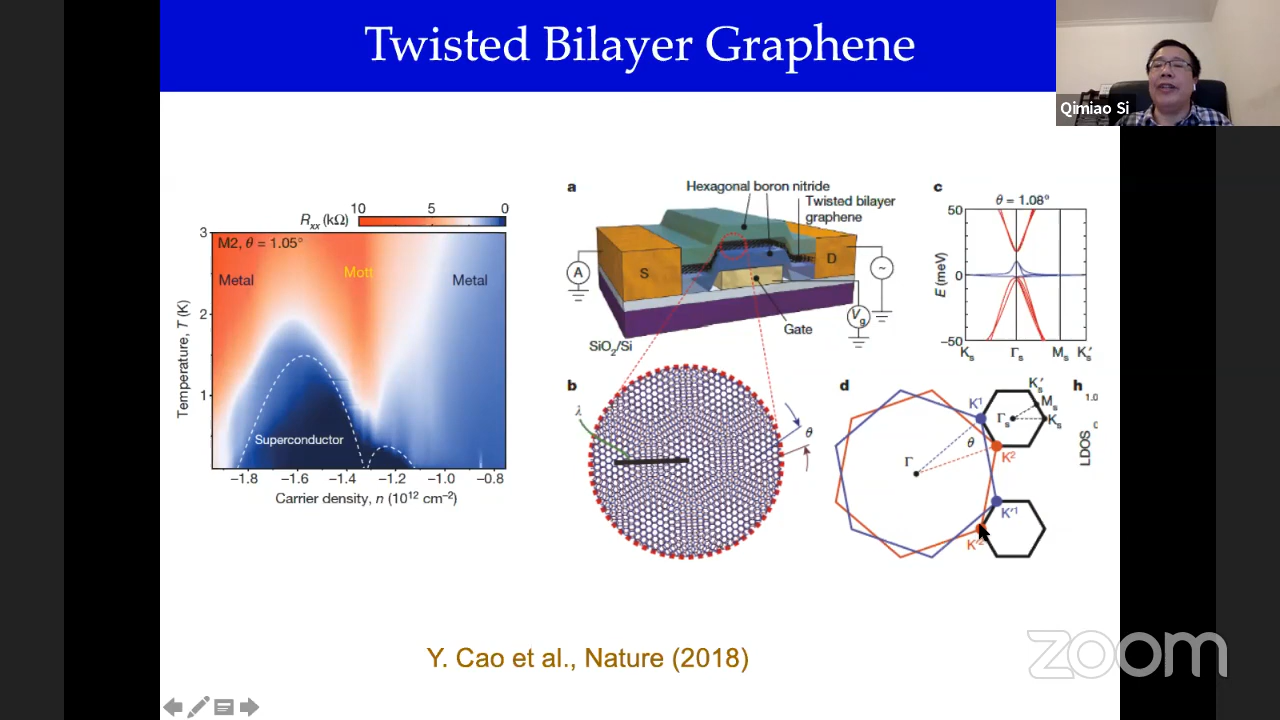 Twisted Bilayer Graphene
Qimiao Si
Rxx (kΩ)
10 5 0
M2, θ = 1.05°
Metal
Mott
Metal
Superconductor
3
2
1
Temperature, T (K)
−1.8 −1.6 −1.4 −1.2 −1.0 −0.8
Carrier density, n (10¹² cm⁻²)
a
Hexagonal boron nitride
Twisted bilayer
graphene
S
D
A
~
Vg
Gate
SiO2/Si
b
λ
θ
c
θ = 1.08°
50
0
−50
E (meV)
Ks Γs Ms K′s
d
K1
K2
K′1
K′2
Γ
θ
K′s
Ms
Γs
Ks
h
1.0
LDOS
Y. Cao et al., Nature (2018)
zoom